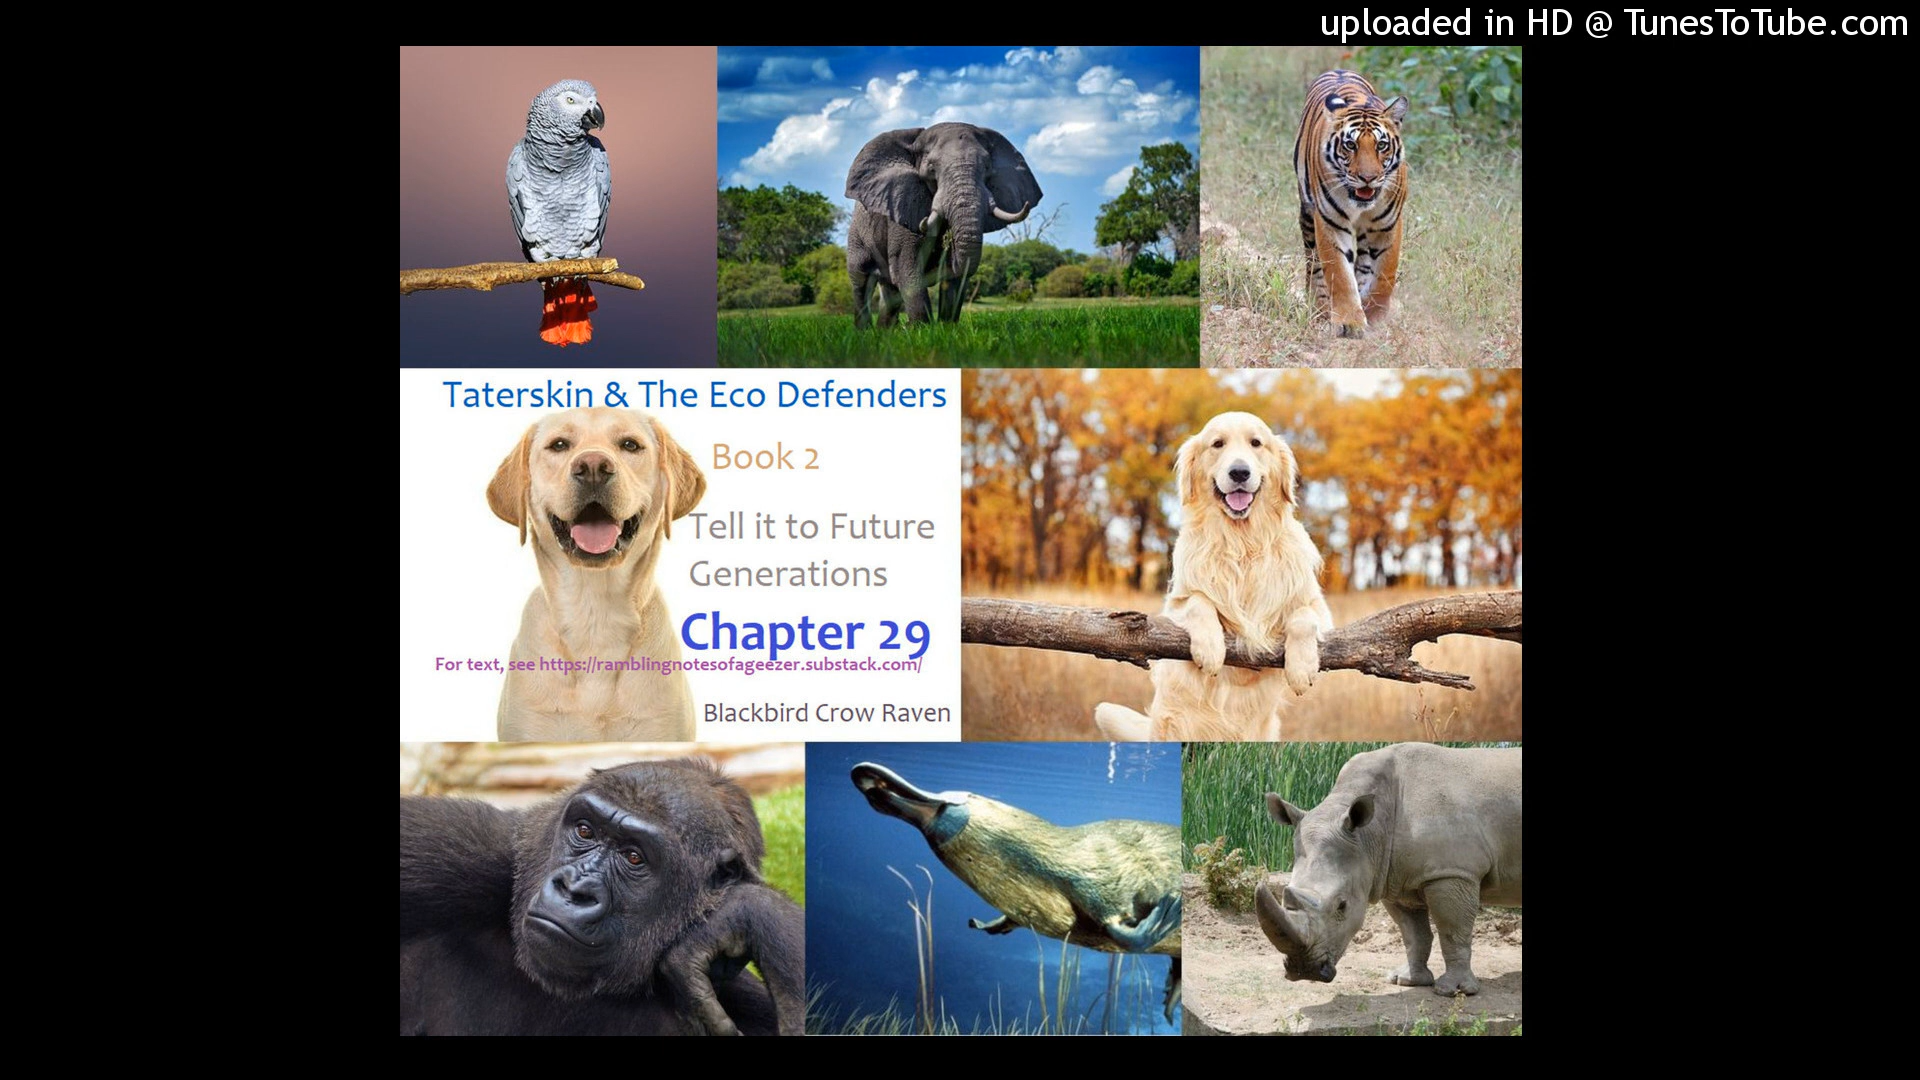 uploaded in HD @ TunesToTube.com
Taterskin & The Eco Defenders
Book 2
Tell it to Future
Generations
Chapter 29
For text, see https://ramblingnotesofageezer.substack.com/
Blackbird Crow Raven